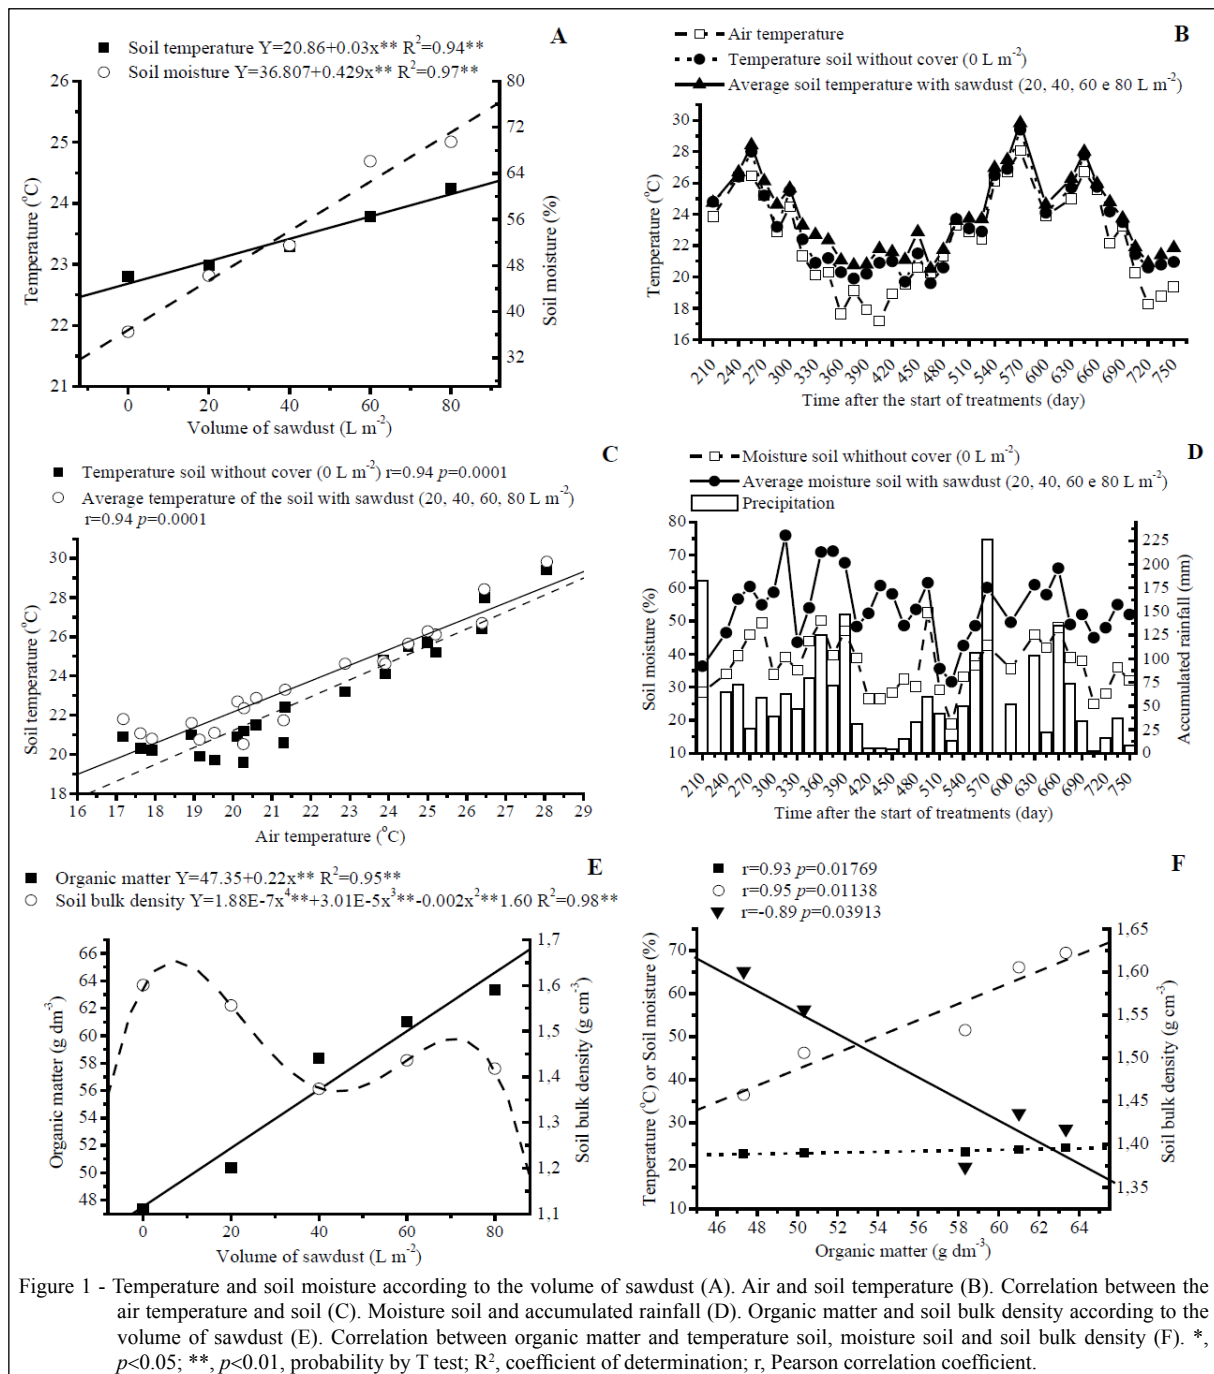 A
Soil temperature Y=20.86+0.03x** R²=0.94**
Soil moisture Y=36.807+0.429x** R²=0.97**
26
25
24
23
22
21
80
72
64
56
48
40
32
Temperature (°C)
Soil moisture (%)
0 20 40 60 80
Volume of sawdust (L m⁻²)
B
Air temperature
Temperature soil without cover (0 L m⁻²)
Average soil temperature with sawdust (20, 40, 60 e 80 L m⁻²)
30
28
26
24
22
20
18
16
Temperature (°C)
210 240 270 300 330 360 390 420 450 480 510 540 570 600 630 660 690 720 750
Time after the start of treatments (day)
C
Temperature soil without cover (0 L m⁻²) r=0.94 p=0.0001
Average temperature of the soil with sawdust (20, 40, 60, 80 L m⁻²)
r=0.94 p=0.0001
30
28
26
24
22
20
18
Soil temperature (°C)
16 17 18 19 20 21 22 23 24 25 26 27 28 29
Air temperature (°C)
D
Moisture soil whithout cover (0 L m⁻²)
Average moisture soil with sawdust (20, 40, 60 e 80 L m⁻²)
Precipitation
80
70
60
50
40
30
20
10
Soil moisture (%)
225
200
175
150
125
100
75
50
25
0
Accumulated rainfall (mm)
210 240 270 300 330 360 390 420 450 480 510 540 570 600 630 660 690 720 750
Time after the start of treatments (day)
E
Organic matter Y=47.35+0.22x** R²=0.95**
Soil bulk density Y=1.88E-7x⁴**+3.01E-5x³**-0.002x²**1.60 R²=0.98**
66
64
62
60
58
56
54
52
50
48
Organic matter (g dm⁻³)
1,7
1,6
1,5
1,4
1,3
1,2
1,1
Soil bulk density (g cm⁻³)
0 20 40 60 80
Volume of sawdust (L m⁻²)
F
r=0.93 p=0.01769
r=0.95 p=0.01138
r=-0.89 p=0.03913
70
60
50
40
30
20
10
Tenperature (°C) or Soil moisture (%)
1,65
1,60
1,55
1,50
1,45
1,40
1,35
Soil bulk density (g cm⁻³)
46 48 50 52 54 56 58 60 62 64
Organic matter (g dm⁻³)
Figure 1 - Temperature and soil moisture according to the volume of sawdust (A). Air and soil temperature (B). Correlation between the
air temperature and soil (C). Moisture soil and accumulated rainfall (D). Organic matter and soil bulk density according to the
volume of sawdust (E). Correlation between organic matter and temperature soil, moisture soil and soil bulk density (F). *,
p<0.05; **, p<0.01, probability by T test; R², coefficient of determination; r, Pearson correlation coefficient.